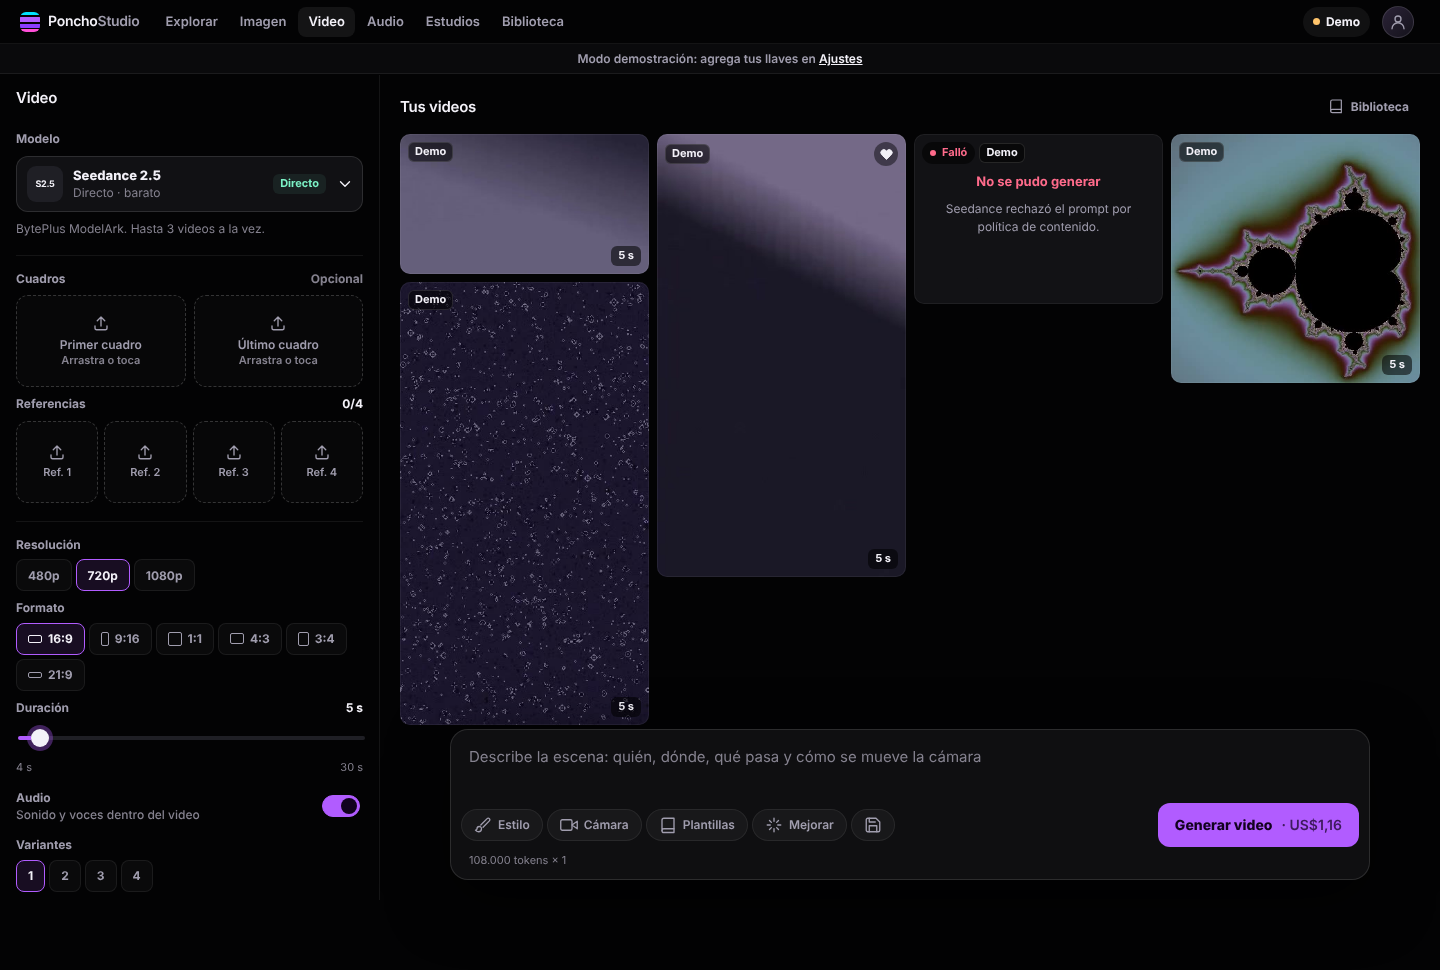 PonchoStudio
Explorar
Imagen
Video
Audio
Estudios
Biblioteca
Demo
Modo demostración: agrega tus llaves en Ajustes
Video
Modelo
S2.5
Seedance 2.5
Directo · barato
Directo
BytePlus ModelArk. Hasta 3 videos a la vez.
Cuadros
Opcional
Primer cuadro
Arrastra o toca
Último cuadro
Arrastra o toca
Referencias
0/4
Ref. 1
Ref. 2
Ref. 3
Ref. 4
Resolución
480p
720p
1080p
Formato
16:9
9:16
1:1
4:3
3:4
21:9
Duración
5 s
4 s
30 s
Audio
Sonido y voces dentro del video
Variantes
1
2
3
4
Tus videos
Biblioteca
Demo
5 s
Demo
5 s
Demo
5 s
Falló
Demo
No se pudo generar
Seedance rechazó el prompt por
política de contenido.
Demo
5 s
Describe la escena: quién, dónde, qué pasa y cómo se mueve la cámara
Estilo
Cámara
Plantillas
Mejorar
Generar video · US$1,16
108.000 tokens × 1